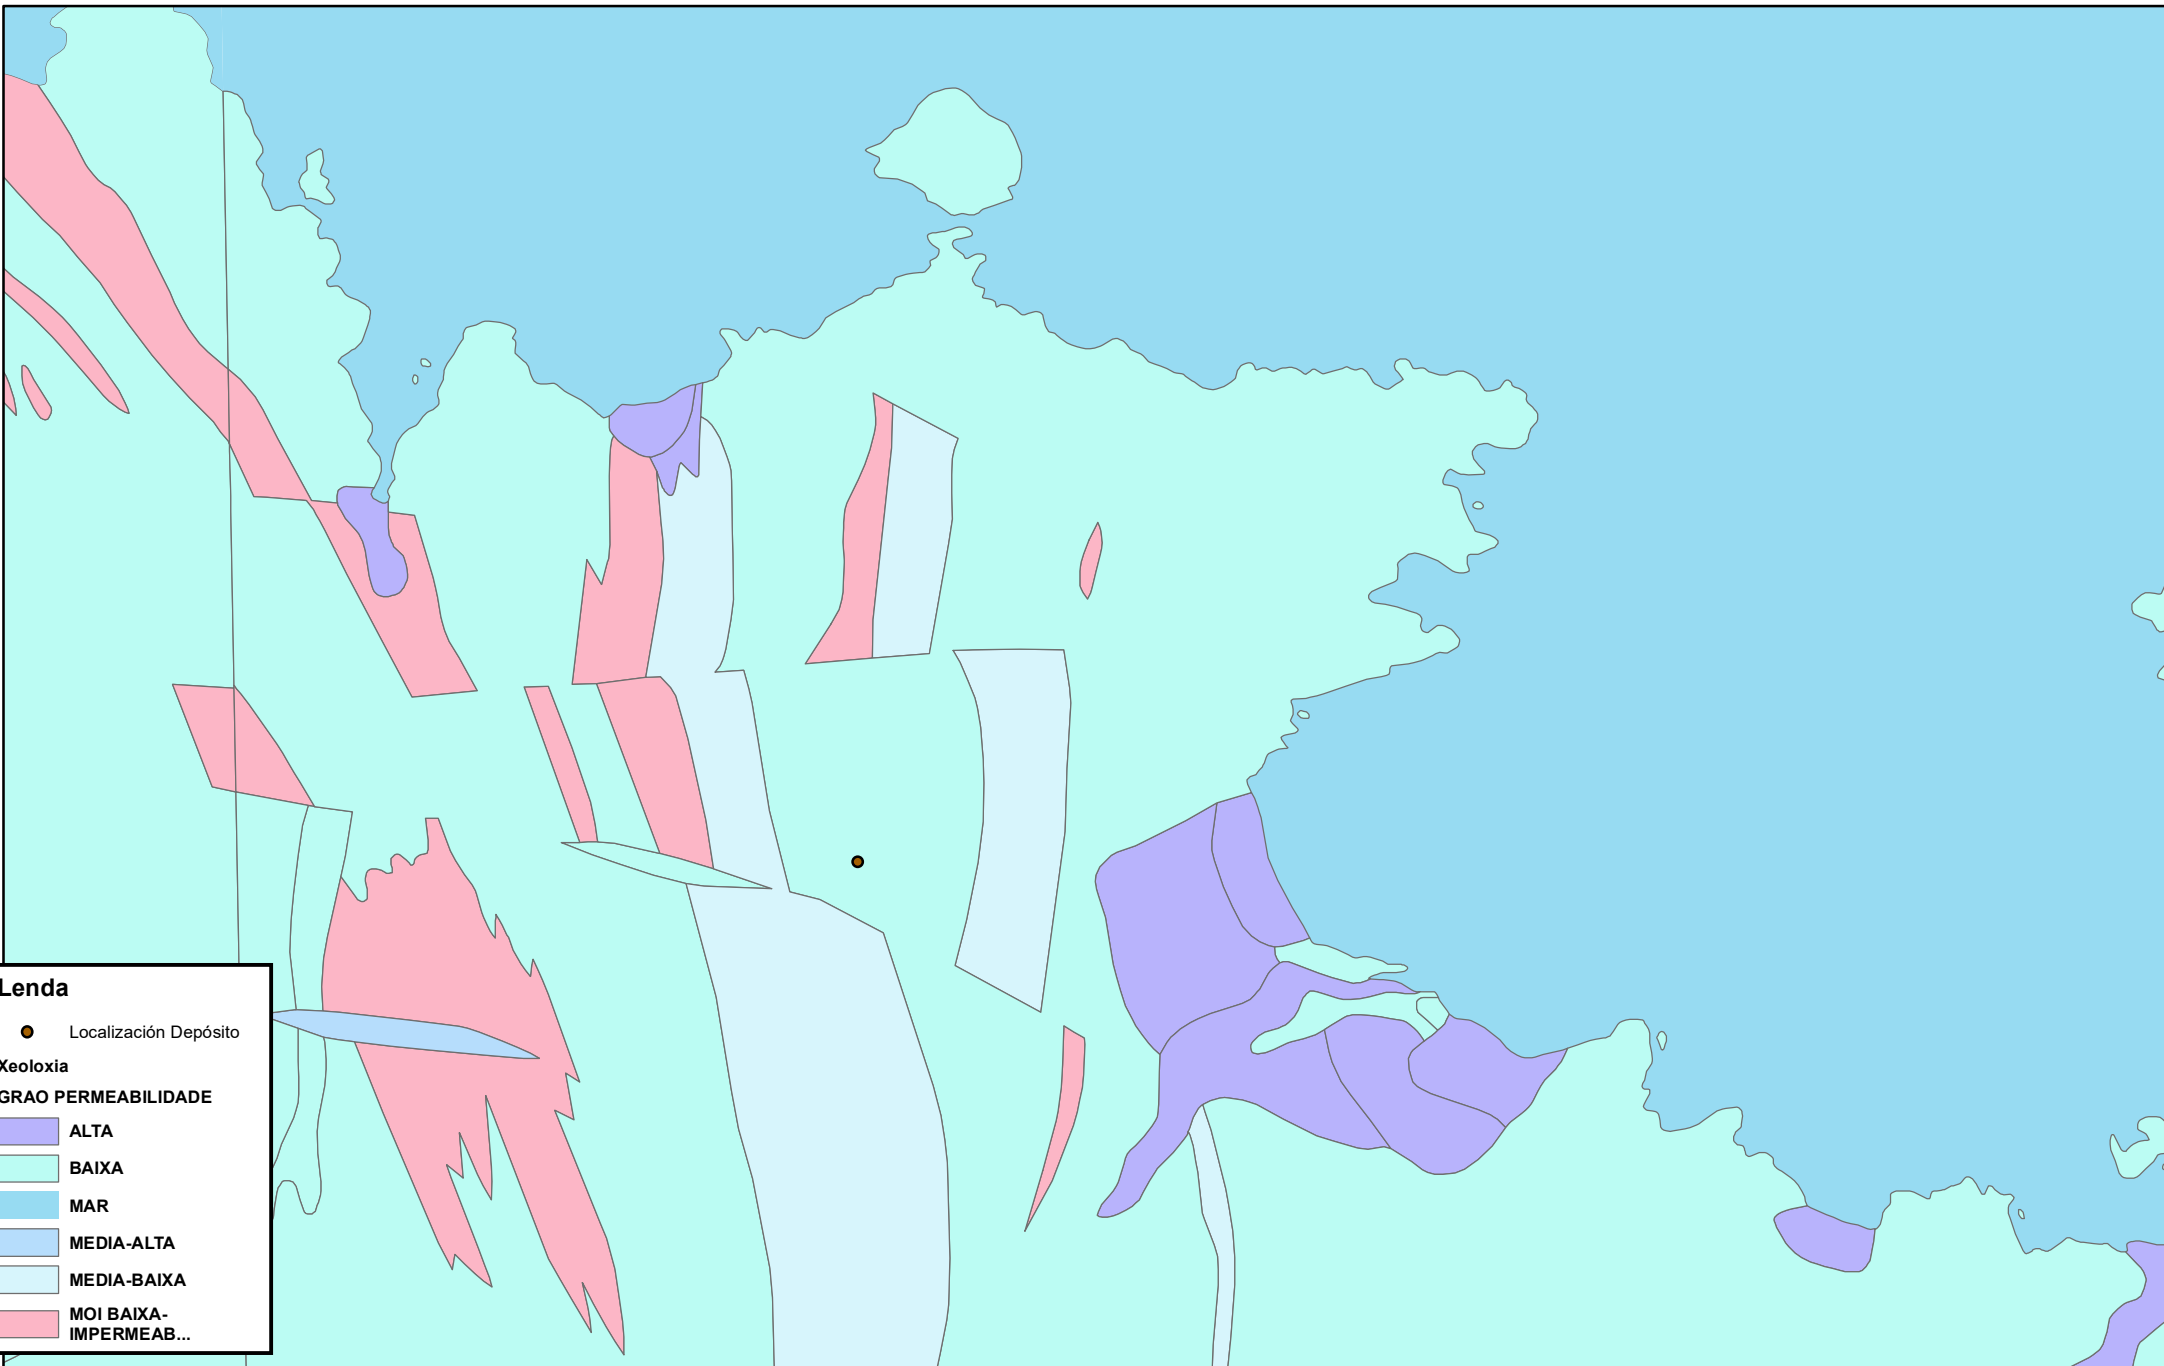 Lenda
Localización Depósito
Xeoloxia
GRAO PERMEABILIDADE
ALTA
BAIXA
MAR
MEDIA-ALTA
MEDIA-BAIXA
MOI BAIXA-
IMPERMEAB...